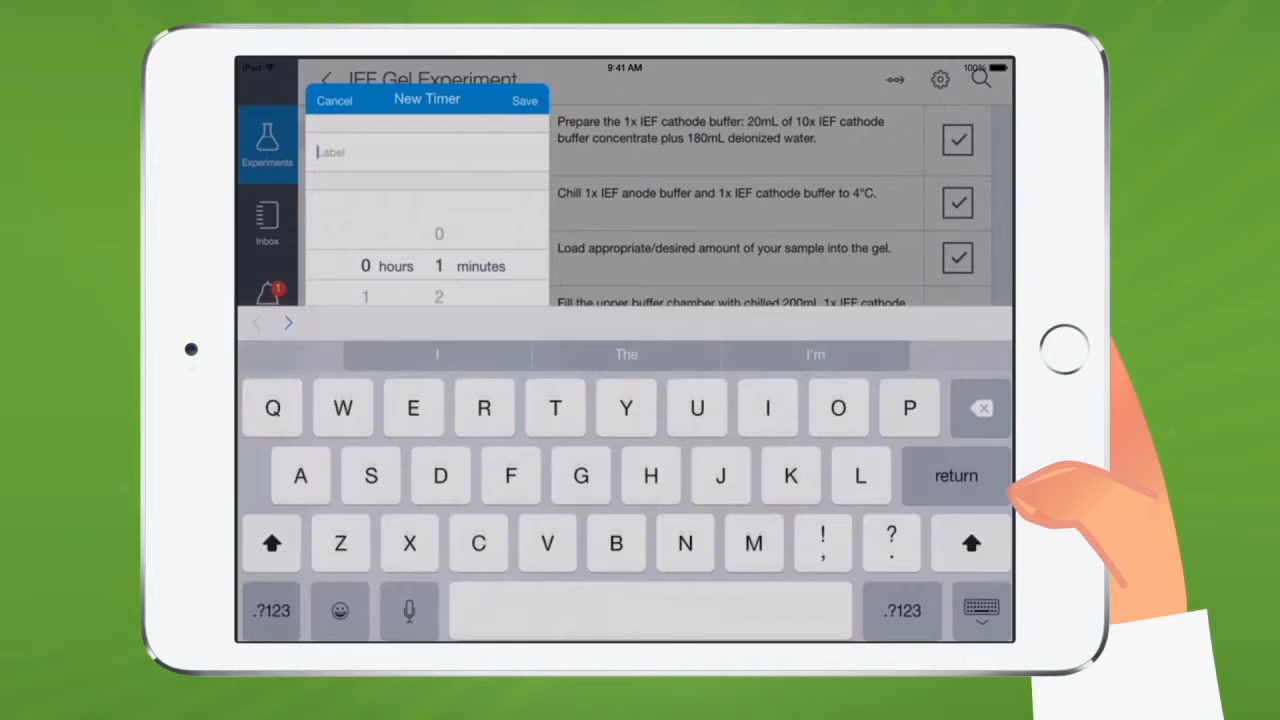 iPad
9:41 AM
100%
IEF Gel Experiment
Cancel
New Timer
Save
Label
0
0 hours 1 minutes
1 2
Experiments
Inbox
1
Prepare the 1x IEF cathode buffer: 20mL of 10x IEF cathode
buffer concentrate plus 180mL deionized water.
Chill 1x IEF anode buffer and 1x IEF cathode buffer to 4°C.
Load appropriate/desired amount of your sample into the gel.
Fill the upper buffer chamber with chilled 200mL 1x IEF cathode
I The I'm
Q W E R T Y U I O P
A S D F G H J K L return
Z X C V B N M ! , ? .
.?123 .?123